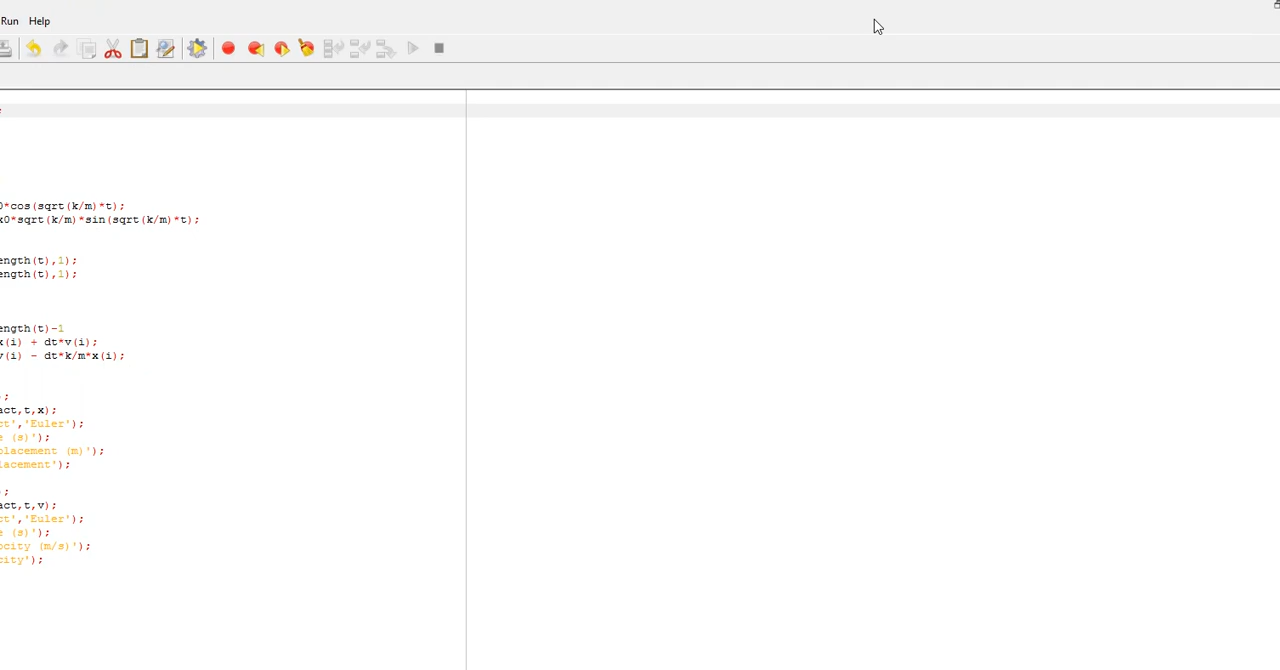 Run Help
;
0*cos(sqrt(k/m)*t);
x0*sqrt(k/m)*sin(sqrt(k/m)*t);
ength(t),1);
ength(t),1);
ength(t)-1
x(i) + dt*v(i);
v(i) - dt*k/m*x(i);
);
act,t,x);
ct','Euler');
e (s)');
placement (m)');
lacement');
);
act,t,v);
ct','Euler');
e (s)');
ocity (m/s)');
city');